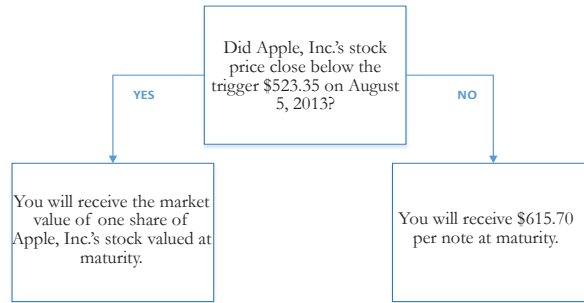 Did Apple, Inc.'s stock
price close below the
trigger $523.35 on August
5, 2013?
YES
NO
You will receive the market
value of one share of
Apple, Inc.'s stock valued at
maturity.
You will receive $615.70
per note at maturity.